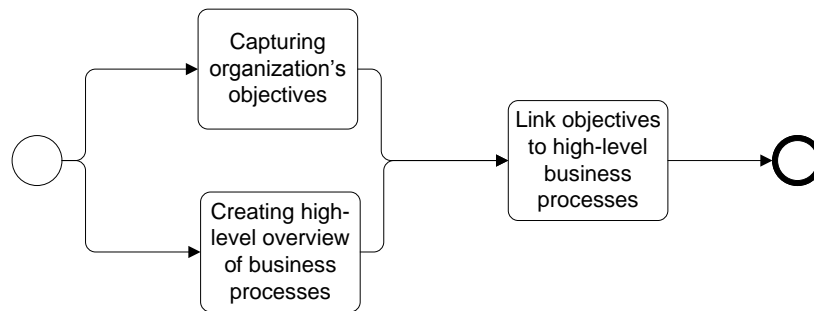 Capturing
organization’s
objectives
Creating high-
level overview
of business
processes
Link objectives
to high-level
business
processes